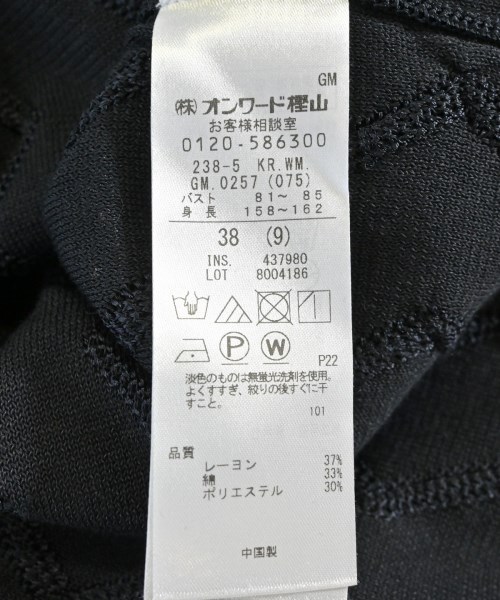 GM
㈱オンワード樫山
お客様相談室
0120-586300
238-5 KR.WM.
GM.0257 (075)
バスト 81～ 85
身 長 158～162
38 (9)
INS. 437980
LOT 8004186
P W
P22
淡色のものは無蛍光洗剤を使用。
よくすすぎ、絞りの後すぐに干
すこと。
101
品質
レーヨン 37%
綿 33%
ポリエステル 30%
中国製